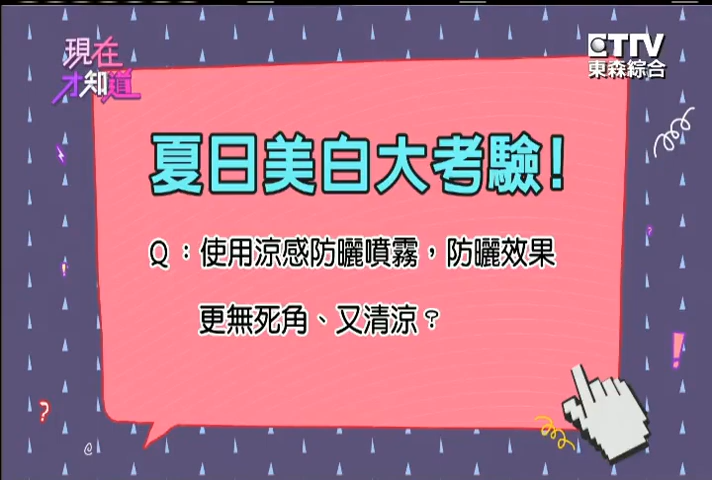 現在
才知道
ETTV
東森綜合
夏日美白大考驗！
Q：使用涼感防曬噴霧，防曬效果
更無死角、又清涼？